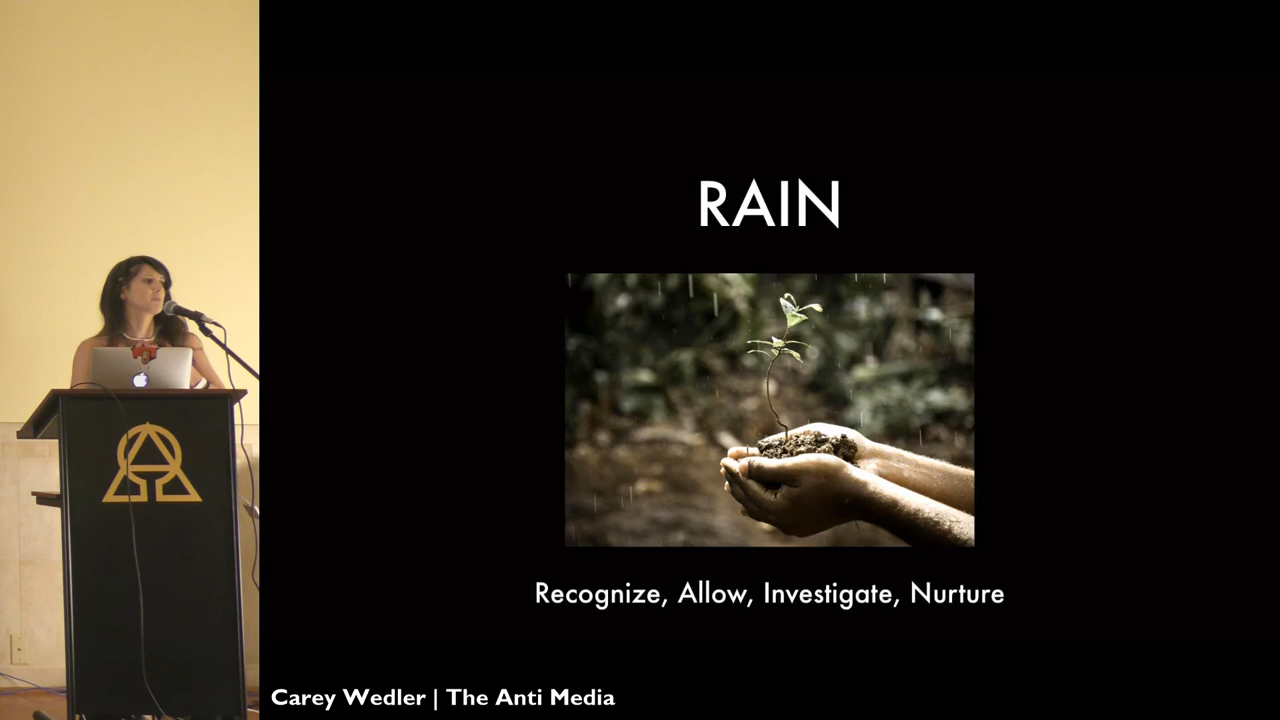 RAIN
Recognize, Allow, Investigate, Nurture
Carey Wedler | The Anti Media